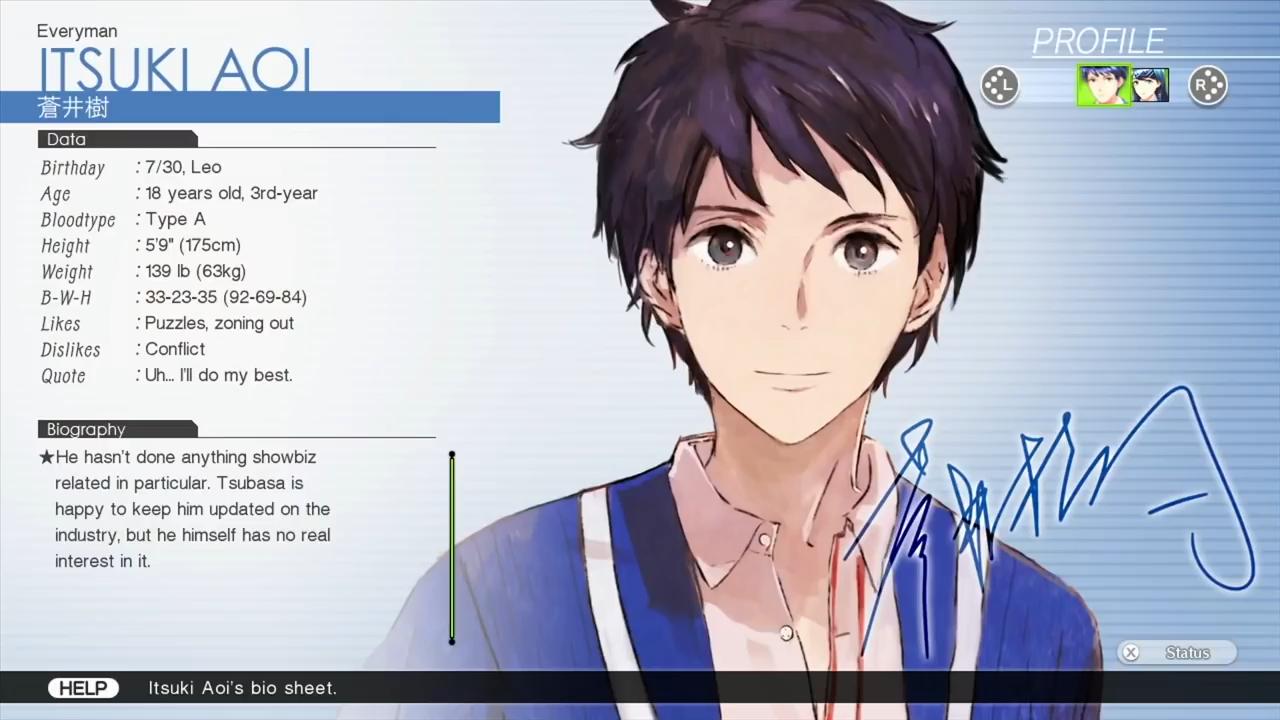 Everyman
ITSUKI AOI
蒼井樹
PROFILE
L
R
Data
Birthday : 7/30, Leo
Age : 18 years old, 3rd-year
Bloodtype : Type A
Height : 5'9" (175cm)
Weight : 139 lb (63kg)
B-W-H : 33-23-35 (92-69-84)
Likes : Puzzles, zoning out
Dislikes : Conflict
Quote : Uh... I'll do my best.
Biography
★He hasn't done anything showbiz
related in particular. Tsubasa is
happy to keep him updated on the
industry, but he himself has no real
interest in it.
X Status
HELP Itsuki Aoi's bio sheet.